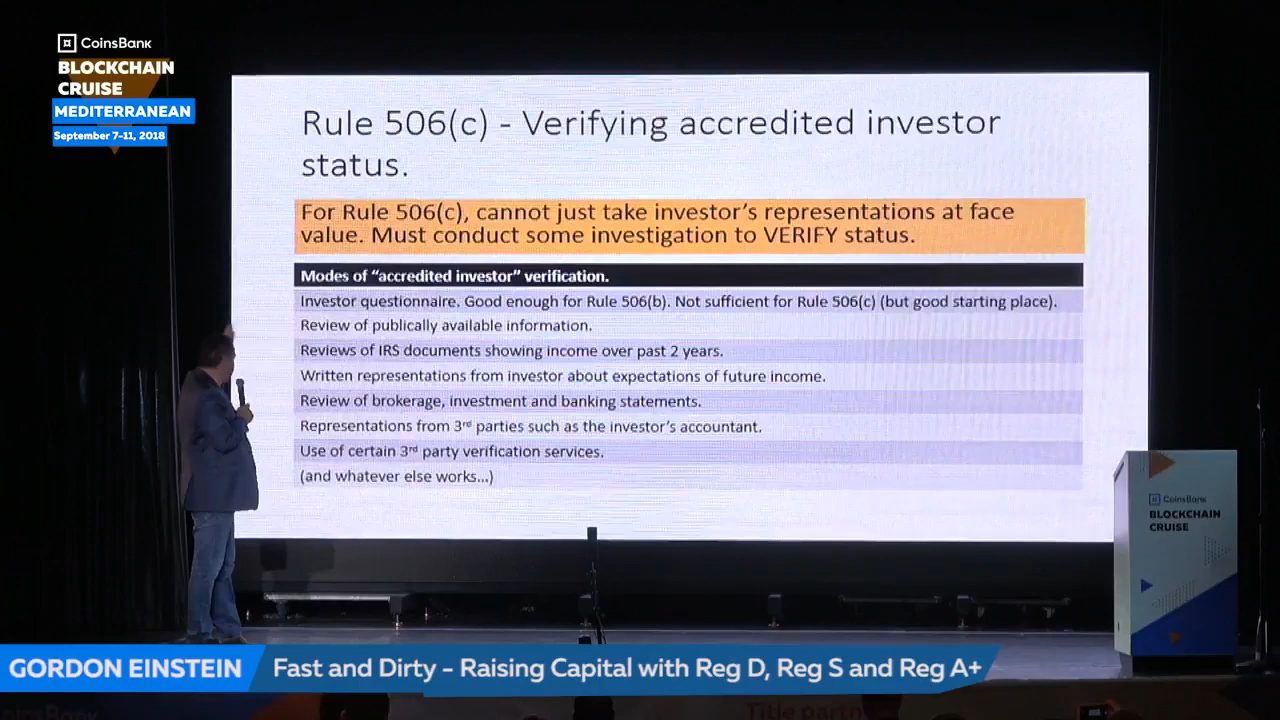 CoinsBank
BLOCKCHAIN
CRUISE
MEDITERRANEAN
September 7-11, 2018
Rule 506(c) - Verifying accredited investor
status.
For Rule 506(c), cannot just take investor's representations at face
value. Must conduct some investigation to VERIFY status.
Modes of "accredited investor" verification.
Investor questionnaire. Good enough for Rule 506(b). Not sufficient for Rule 506(c) (but good starting place).
Review of publically available information.
Reviews of IRS documents showing income over past 2 years.
Written representations from investor about expectations of future income.
Review of brokerage, investment and banking statements.
Representations from 3rd parties such as the investor's accountant.
Use of certain 3rd party verification services.
(and whatever else works...)
CoinsBank
BLOCKCHAIN
CRUISE
GORDON EINSTEIN
Fast and Dirty – Raising Capital with Reg D, Reg S and Reg A+
CoinsBank
Title partn